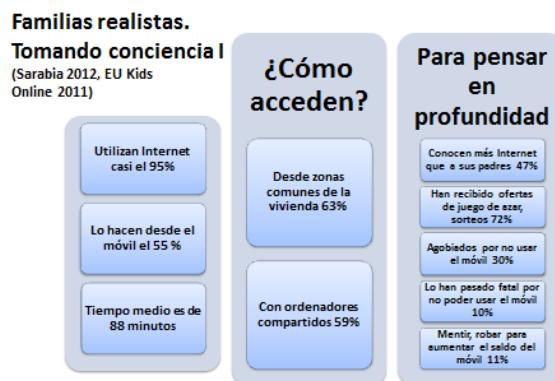 Familias realistas.
Tomando conciencia I
(Sarabia 2012, EU Kids
Online 2011)
Utilizan Internet
casi el 95%
Lo hacen desde el
móvil el 55 %
Tiempo medio es de
88 minutos
¿Cómo
acceden?
Desde zonas
comunes de la
vivienda 63%
Con ordenadores
compartidos 59%
Para pensar
en
profundidad
Conocen más Internet
que a sus padres 47%
Han recibido ofertas
de juego de azar,
sorteos 72%
Agobiados por no usar
el móvil 30%
Lo han pasado fatal por
no poder usar el móvil
10%
Mentir, robar para
aumentar el saldo del
móvil 11%